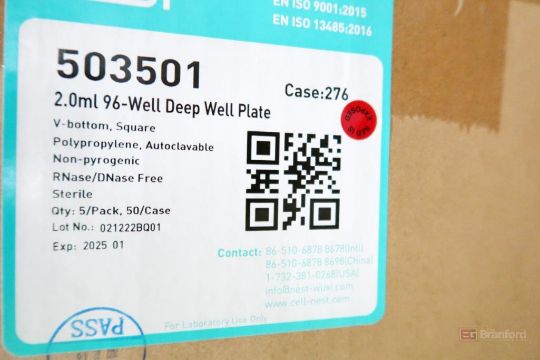 EN ISO 9001:2015
EN ISO 13485:2016
503501
Case:276
2.0ml 96-Well Deep Well Plate
V-bottom, Square
Polypropylene, Autoclavable
Non-pyrogenic
RNase/DNase Free
Sterile
Qty: 5/Pack, 50/Case
Lot No.: 021222BQ01
Exp: 2025 01
Contact: 86-510-6878 8678(Intl)
86-510-6878 8698(China)
1-732-381-0268(USA)
info@nest-wuxi.com
www.cell-nest.com
For Laboratory Use Only
PASS
EG Branford